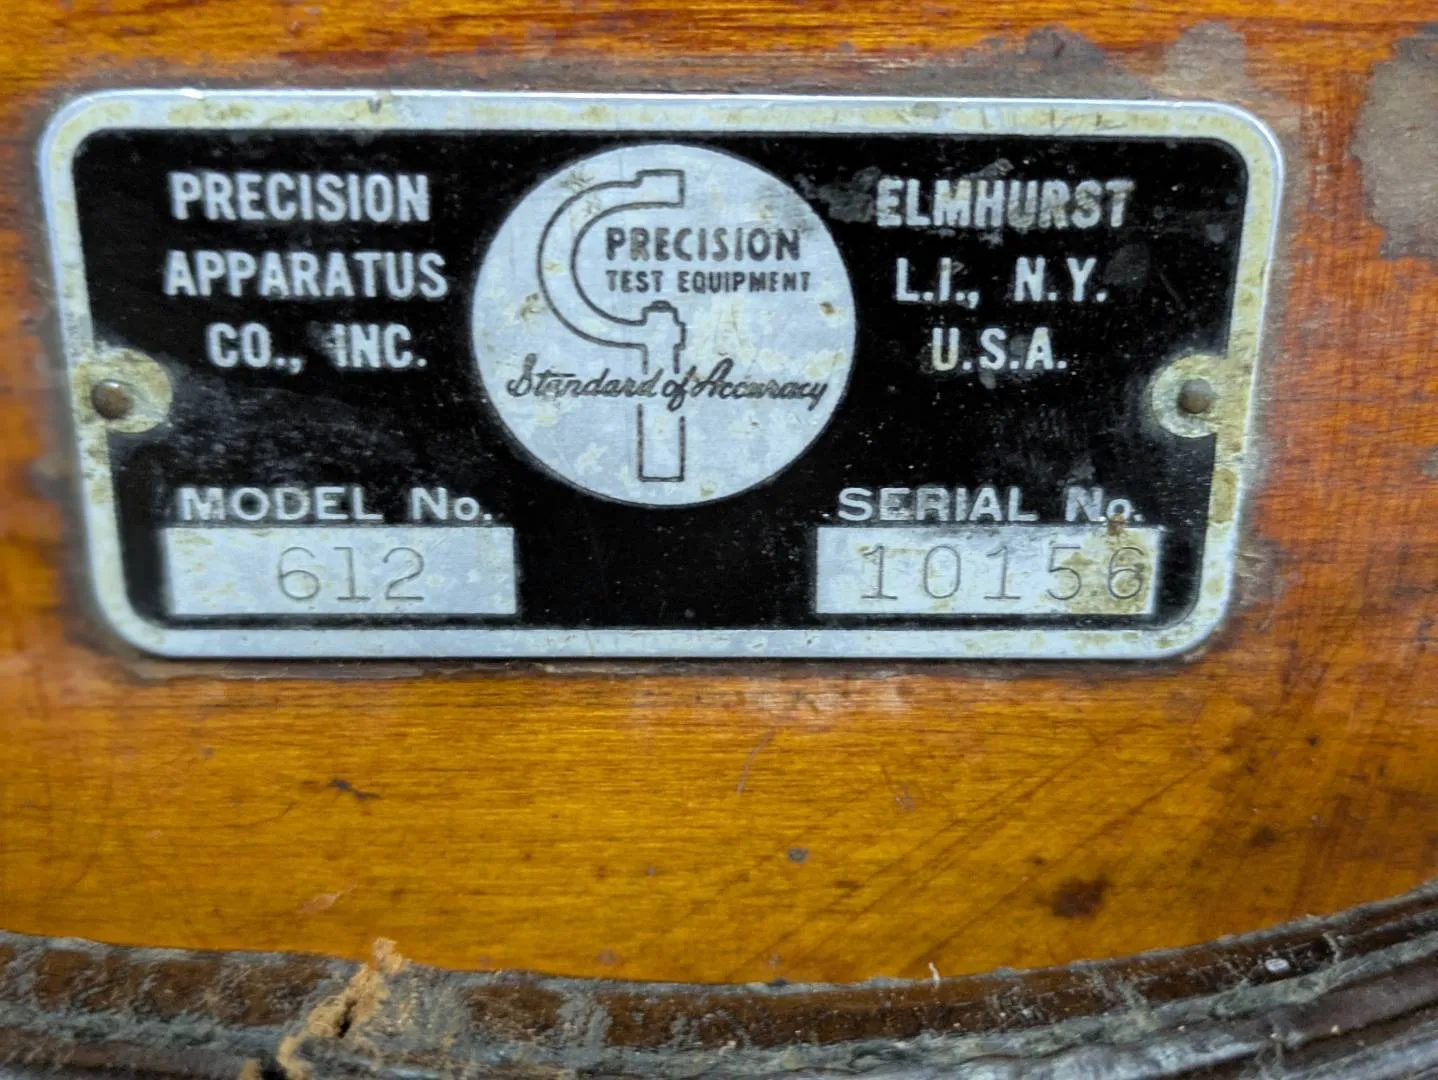 PRECISION
APPARATUS
CO., INC.
PRECISION
TEST EQUIPMENT
Standard of Accuracy
ELMHURST
L.I., N.Y.
U.S.A.
MODEL No.
612
SERIAL No.
10156